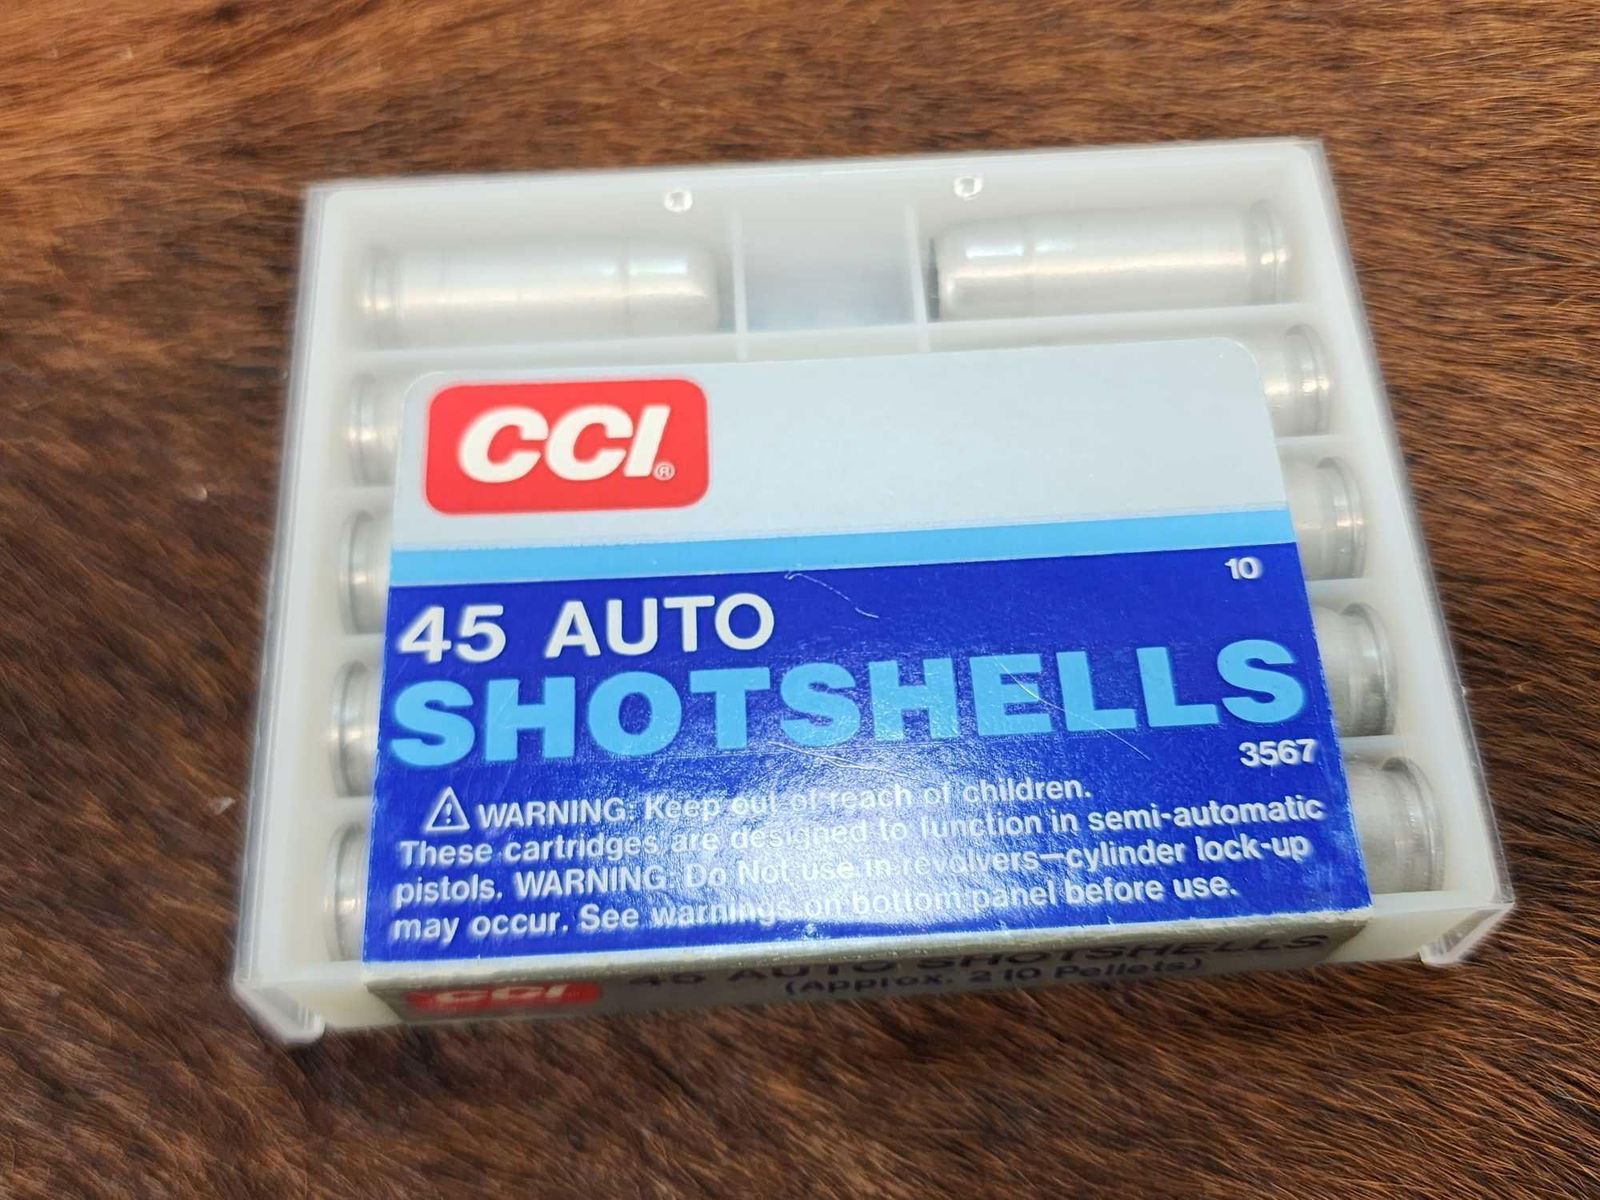 CCI®
10
45 AUTO
SHOTSHELLS
3567
⚠ WARNING: Keep out of reach of children.
These cartridges are designed to function in semi-automatic
pistols. WARNING: Do Not use in revolvers—cylinder lock-up
may occur. See warnings on bottom panel before use.
CCI 45 AUTO SHOTSHELLS
(Approx. 210 Pellets)